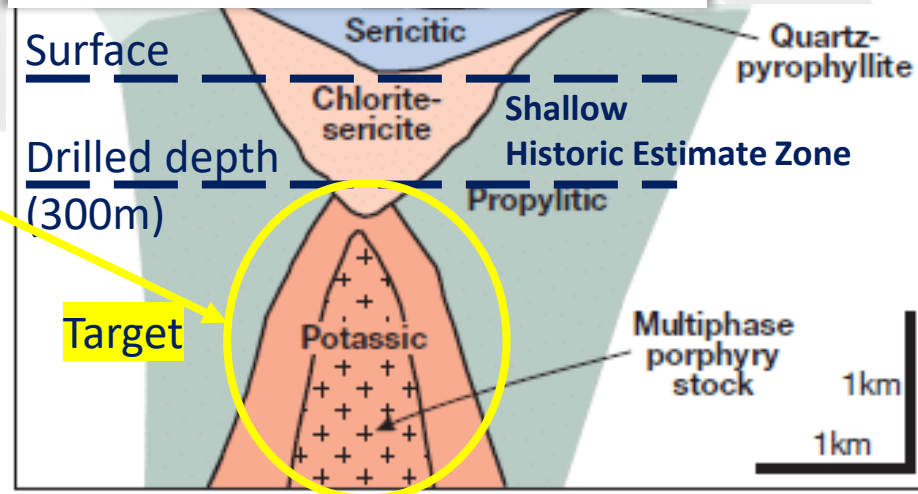 Sericitic
Surface
Quartz-
pyrophyllite
Chlorite-
sericite
Shallow
Historic Estimate Zone
Drilled depth
(300m)
Propylitic
Target
Potassic
Multiphase
porphyry
stock
1km
1km